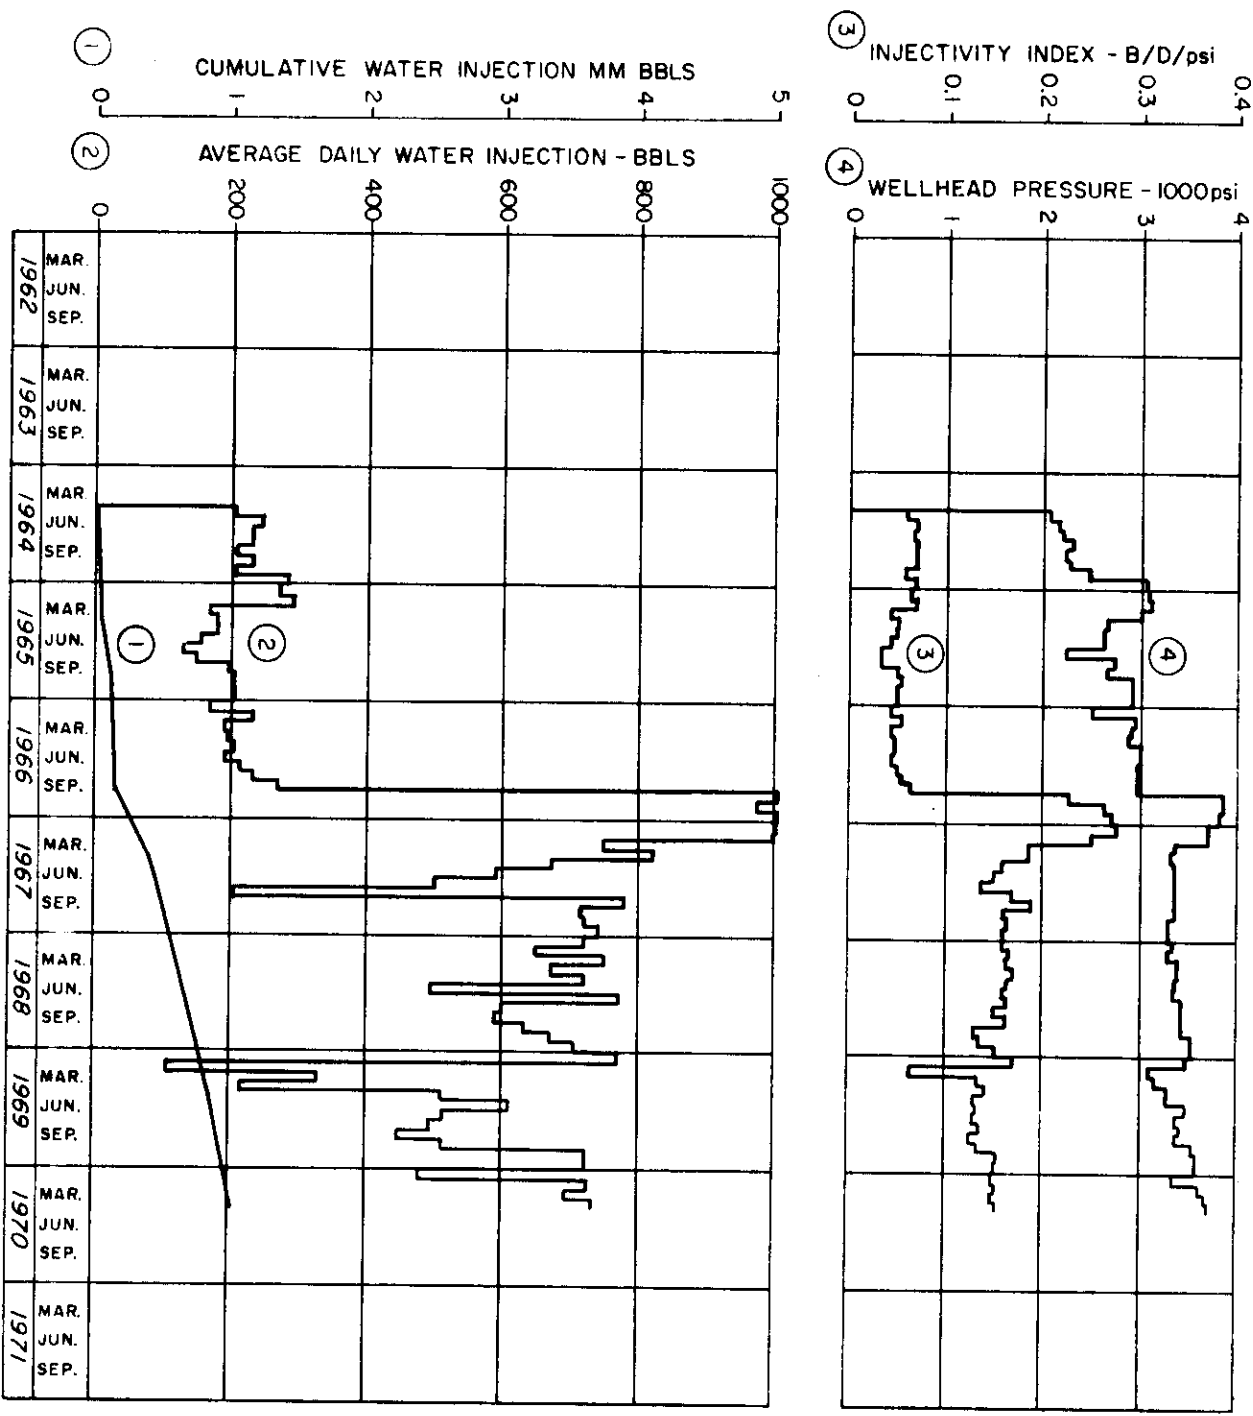 3 INJECTIVITY INDEX - B/D/psi
0 0.1 0.2 0.3 0.4
4 WELLHEAD PRESSURE - 1000 psi
0 1 2 3 4
1 CUMULATIVE WATER INJECTION MM BBLS
0 1 2 3 4 5
2 AVERAGE DAILY WATER INJECTION - BBLS
0 200 400 600 800 1000
3
4
1
2
MAR. JUN. SEP.
1962
MAR. JUN. SEP.
1963
MAR. JUN. SEP.
1964
MAR. JUN. SEP.
1965
MAR. JUN. SEP.
1966
MAR. JUN. SEP.
1967
MAR. JUN. SEP.
1968
MAR. JUN. SEP.
1969
MAR. JUN. SEP.
1970
MAR. JUN. SEP.
1971